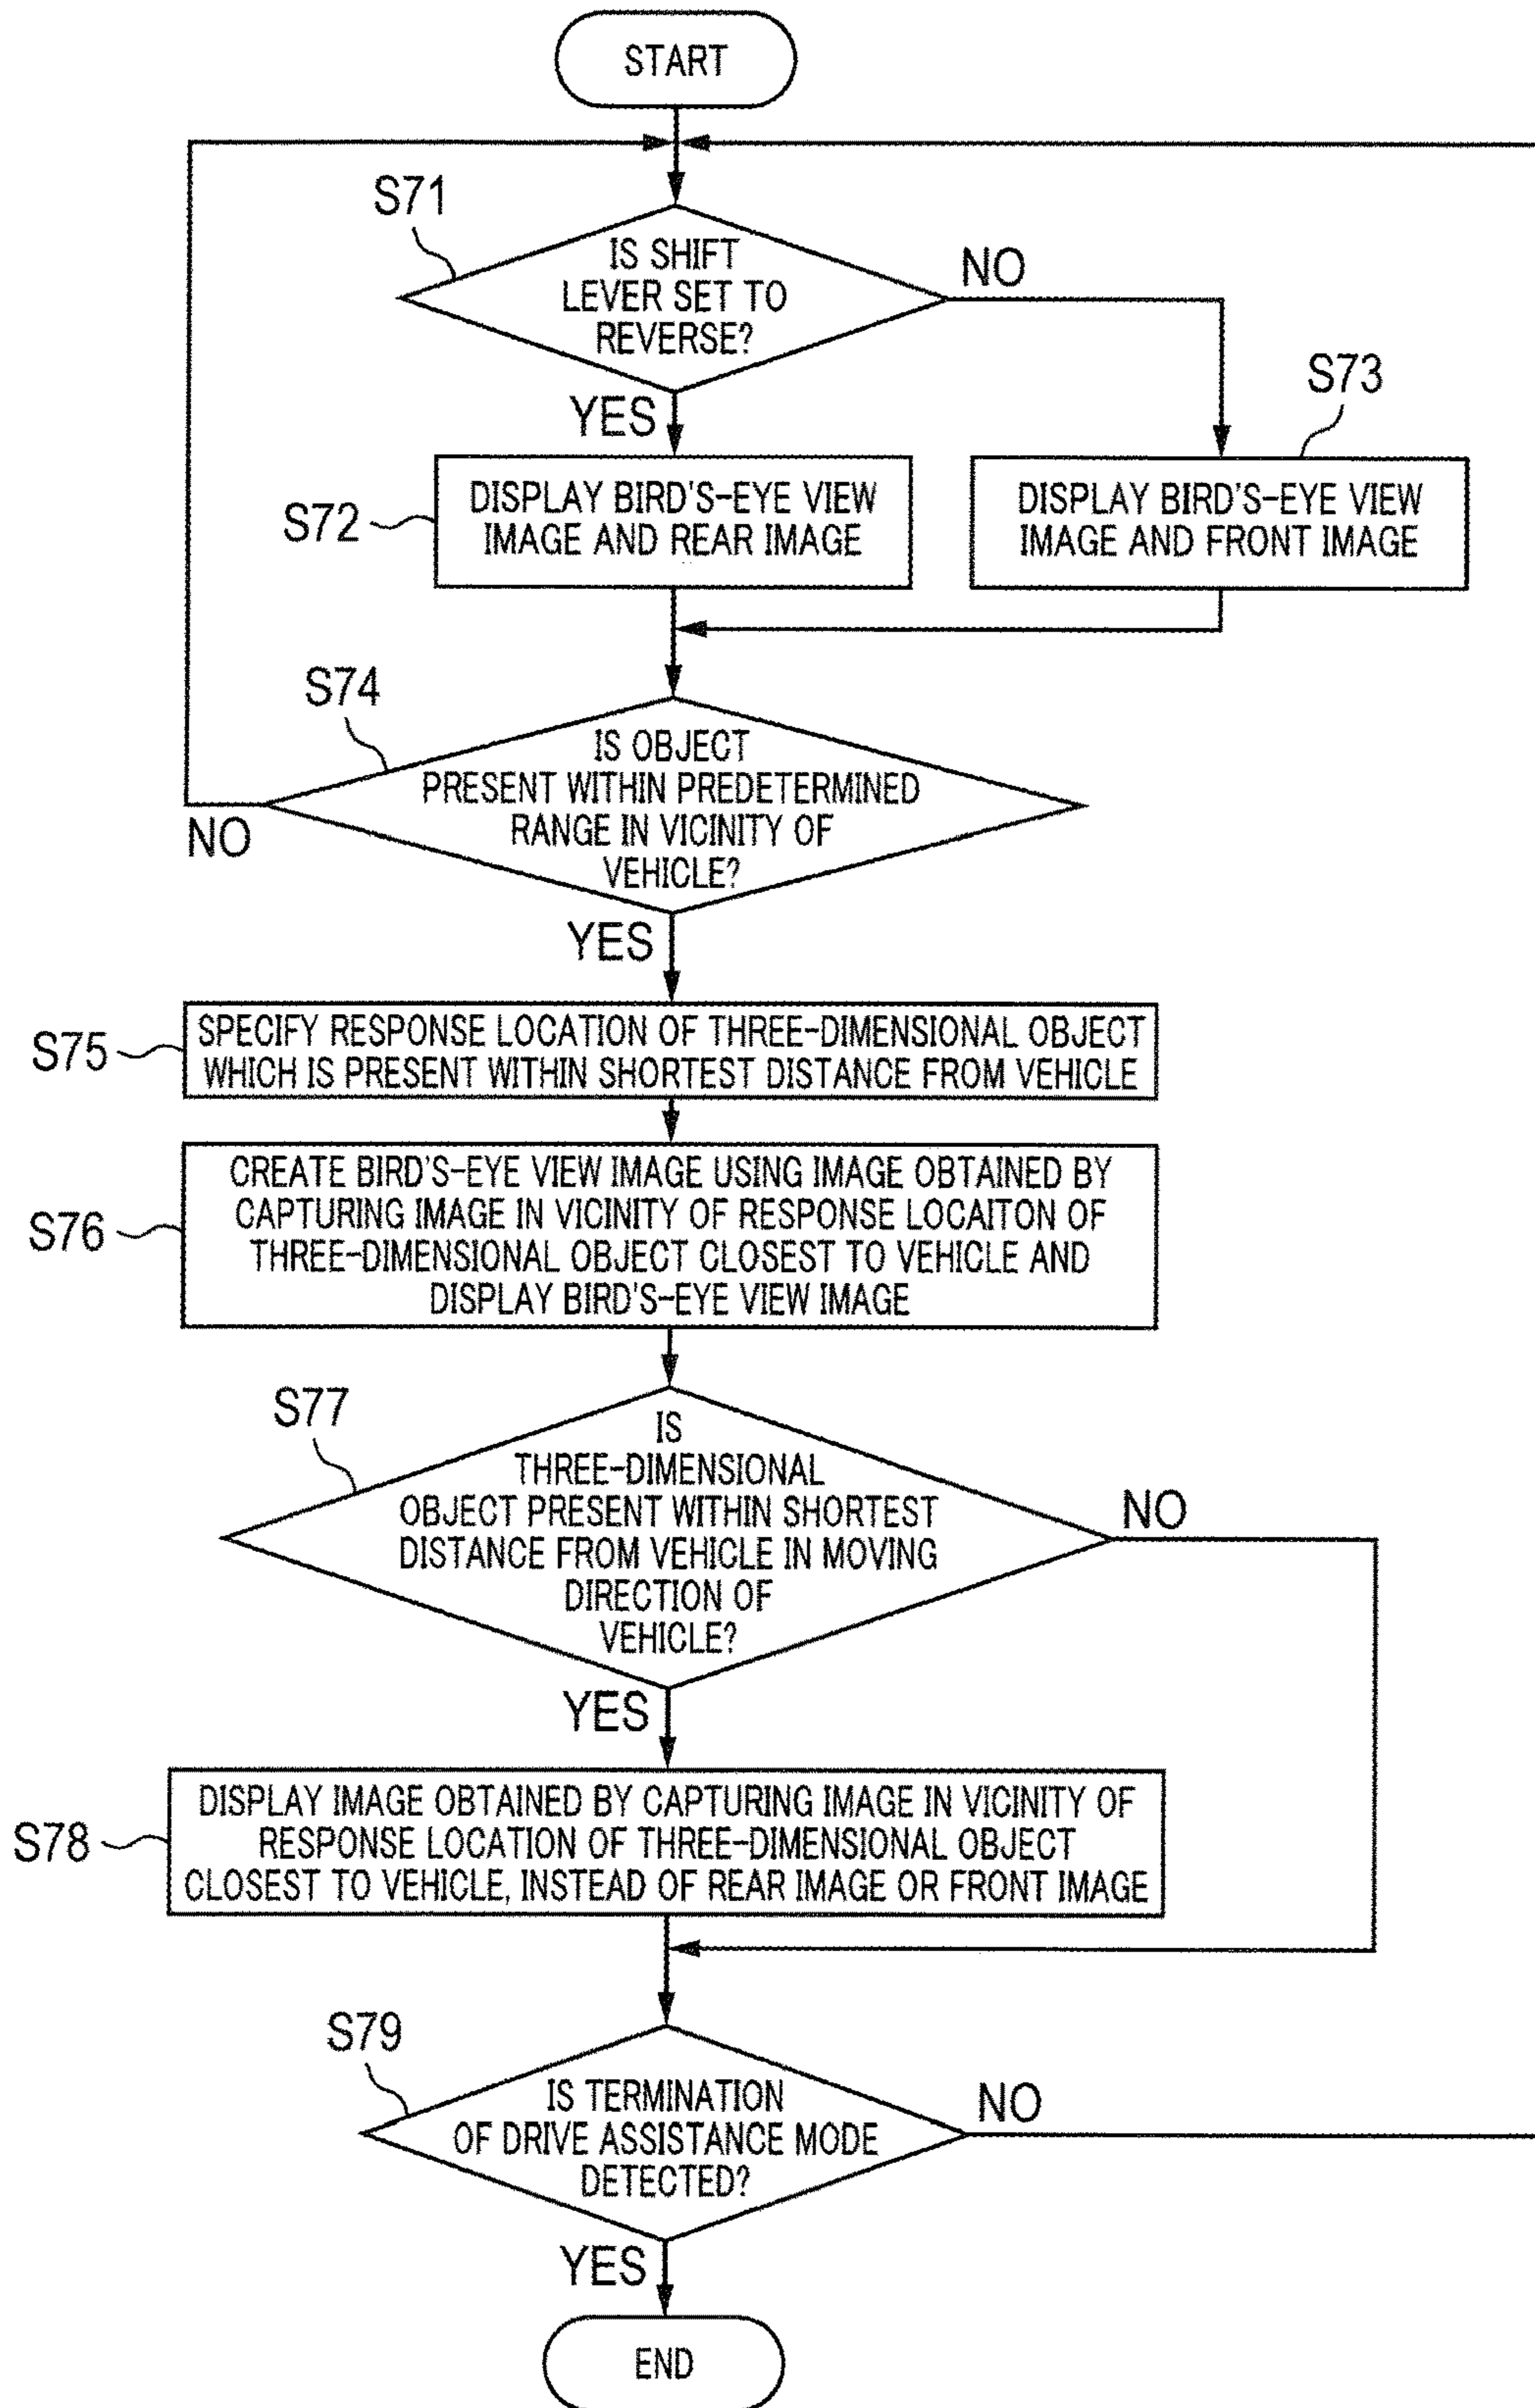 START
S71
IS SHIFT
LEVER SET TO
REVERSE?
NO
YES
S73
S72
DISPLAY BIRD'S-EYE VIEW
IMAGE AND REAR IMAGE
DISPLAY BIRD'S-EYE VIEW
IMAGE AND FRONT IMAGE
S74
IS OBJECT
PRESENT WITHIN PREDETERMINED
RANGE IN VICINITY OF
VEHICLE?
NO
YES
S75
SPECIFY RESPONSE LOCATION OF THREE-DIMENSIONAL OBJECT
WHICH IS PRESENT WITHIN SHORTEST DISTANCE FROM VEHICLE
S76
CREATE BIRD'S-EYE VIEW IMAGE USING IMAGE OBTAINED BY
CAPTURING IMAGE IN VICINITY OF RESPONSE LOCAITON OF
THREE-DIMENSIONAL OBJECT CLOSEST TO VEHICLE AND
DISPLAY BIRD'S-EYE VIEW IMAGE
S77
IS
THREE-DIMENSIONAL
OBJECT PRESENT WITHIN SHORTEST
DISTANCE FROM VEHICLE IN MOVING
DIRECTION OF
VEHICLE?
NO
YES
S78
DISPLAY IMAGE OBTAINED BY CAPTURING IMAGE IN VICINITY OF
RESPONSE LOCATION OF THREE-DIMENSIONAL OBJECT
CLOSEST TO VEHICLE, INSTEAD OF REAR IMAGE OR FRONT IMAGE
S79
IS TERMINATION
OF DRIVE ASSISTANCE MODE
DETECTED?
NO
YES
END